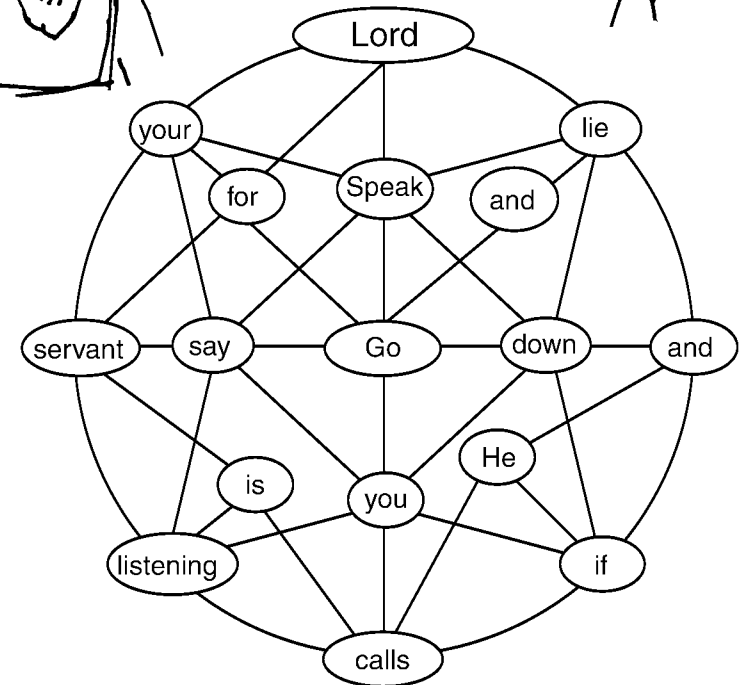 Lord
your
lie
for
Speak
and
servant
say
Go
down
and
is
you
He
listening
if
calls